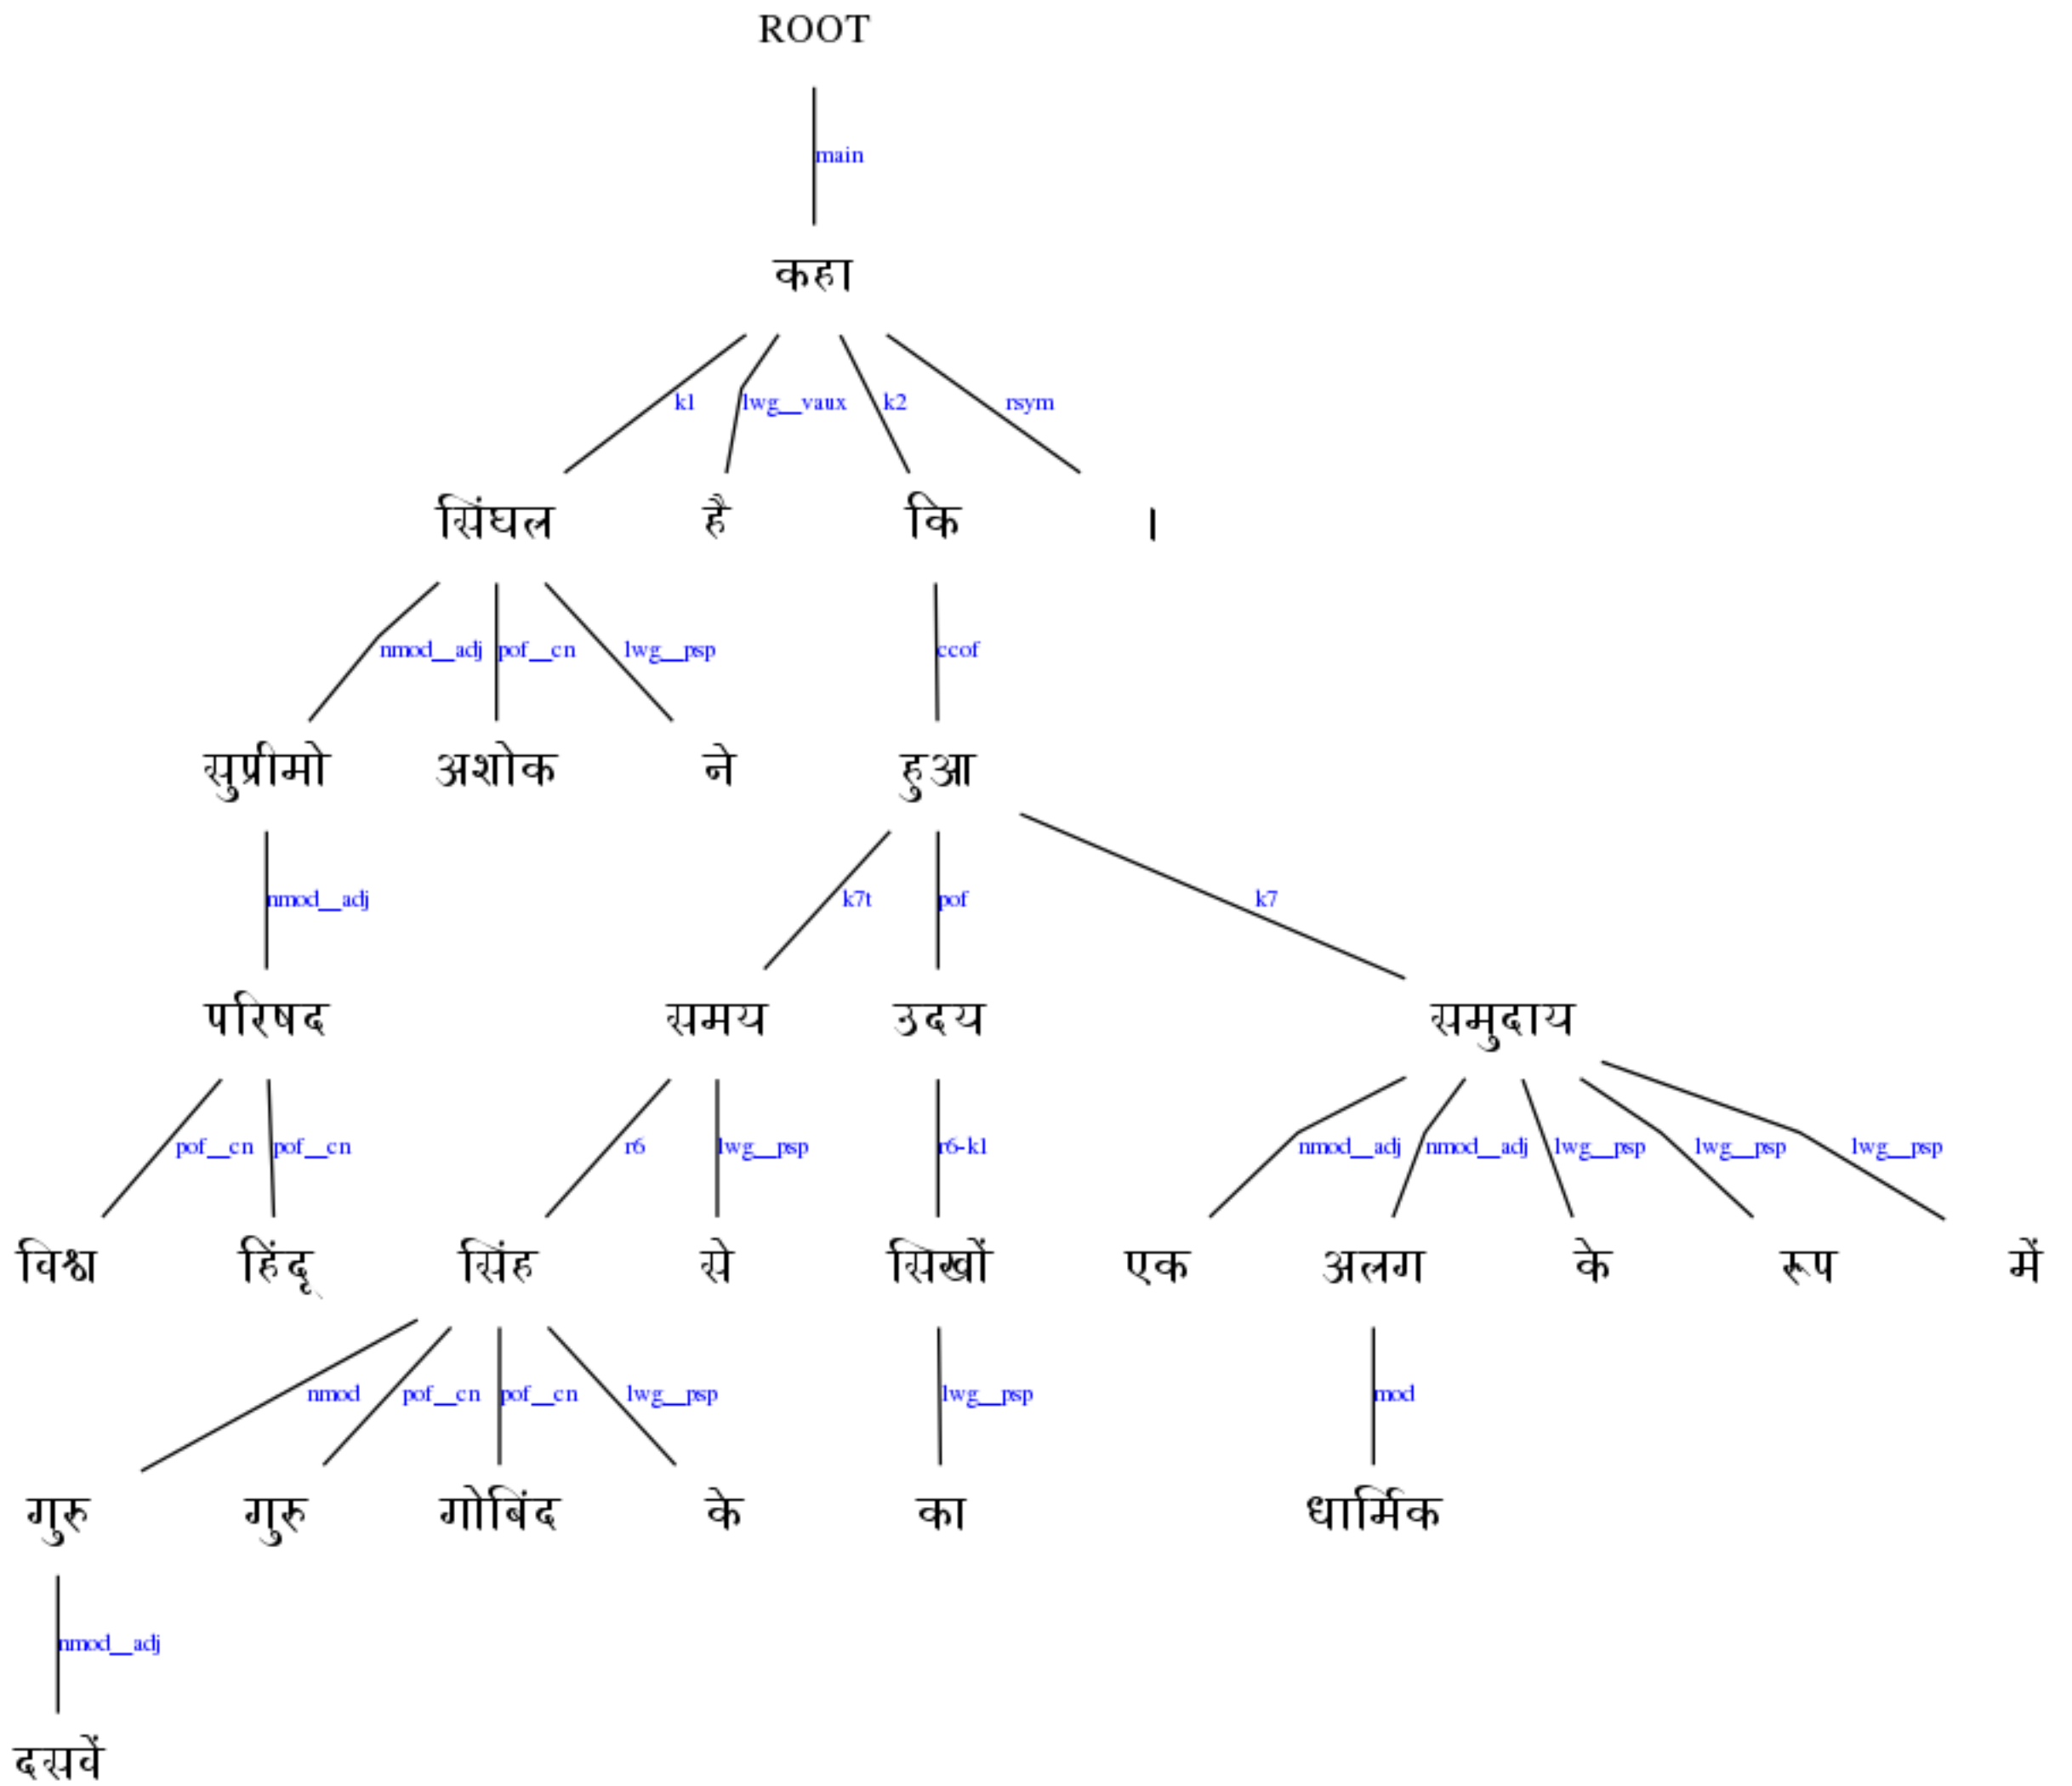 ROOT
main
कहा
k1 lwg__vaux k2 rsym
सिंघल है कि ।
nmod__adj pof__cn lwg__psp ccof
सुप्रीमो अशोक ने हुआ
nmod__adj k7t pof k7
परिषद समय उदय समुदाय
pof__cn pof__cn r6 lwg__psp r6-k1 nmod__adj nmod__adj lwg__psp lwg__psp lwg__psp
विश्व हिंदू सिंह से सिखों एक अलग के रूप में
nmod pof__cn pof__cn lwg__psp lwg__psp mod
गुरु गुरु गोबिंद के का धार्मिक
nmod__adj
दसवें